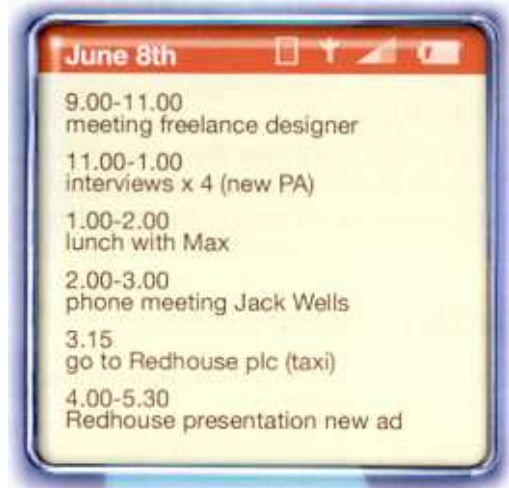 June 8th
9.00-11.00
meeting freelance designer
11.00-1.00
interviews x 4 (new PA)
1.00-2.00
lunch with Max
2.00-3.00
phone meeting Jack Wells
3.15
go to Redhouse plc (taxi)
4.00-5.30
Redhouse presentation new ad